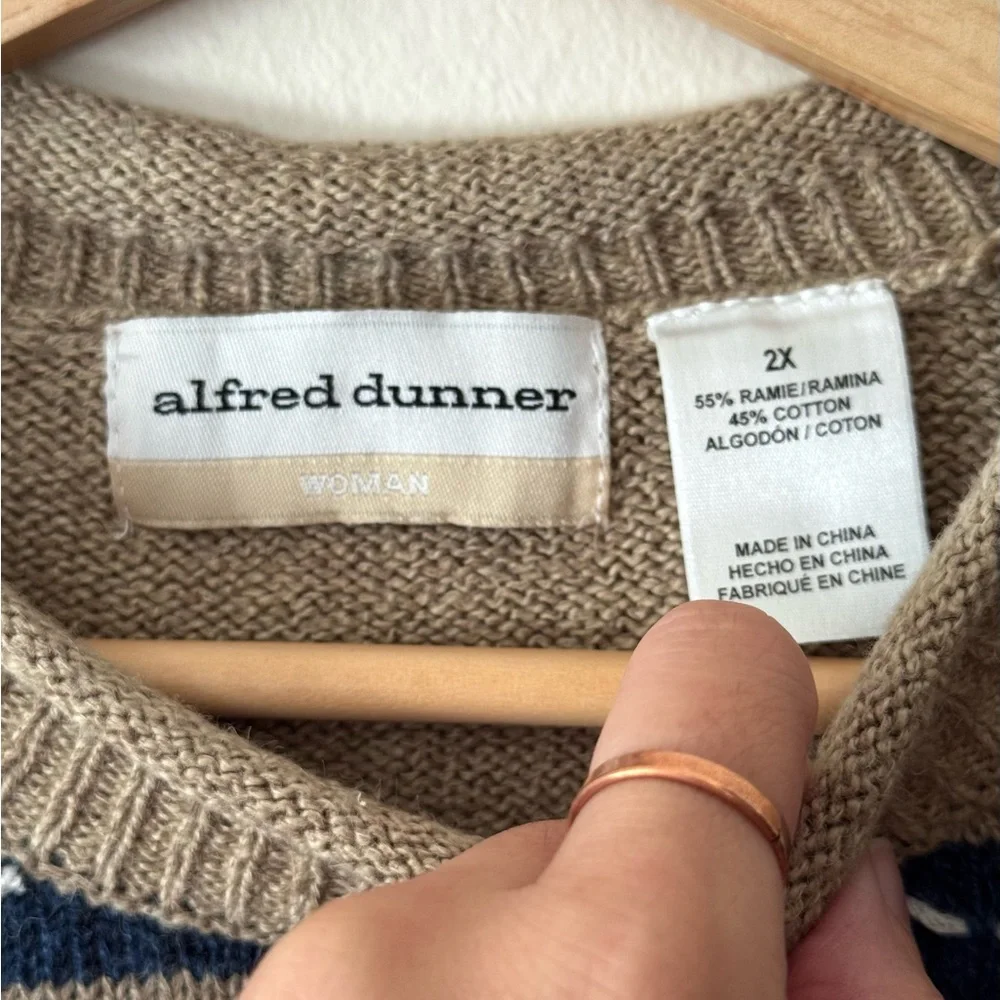 alfred dunner
WOMAN
2X
55% RAMIE/RAMINA
45% COTTON
ALGODÓN / COTON
MADE IN CHINA
HECHO EN CHINA
FABRIQUÉ EN CHINE